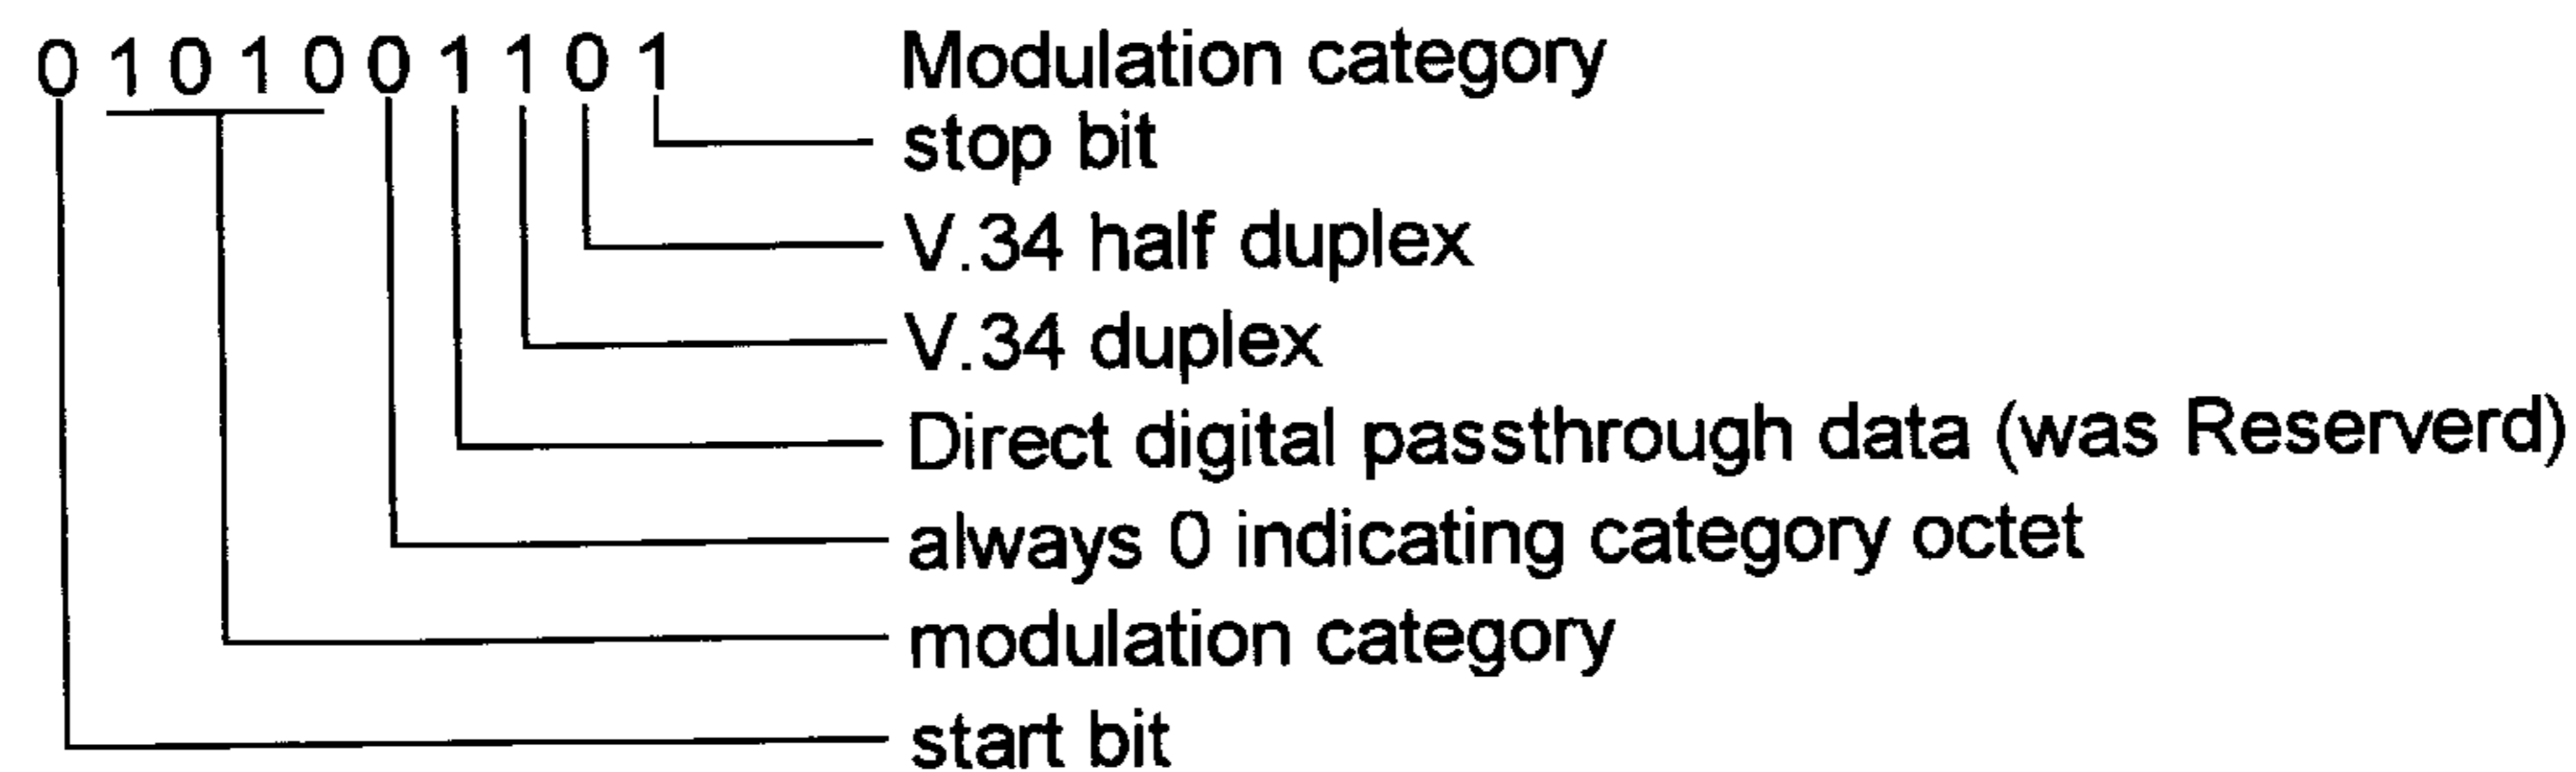 0 1 0 1 0 0 1 1 0 1 Modulation category
stop bit
V.34 half duplex
V.34 duplex
Direct digital passthrough data (was Reserverd)
always 0 indicating category octet
modulation category
start bit